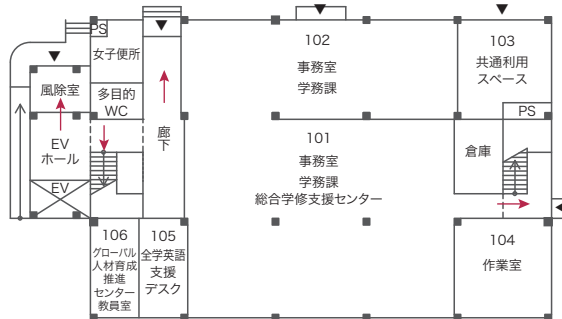 PS
女子便所
102
事務室
学務課
103
共通利用
スペース
風除室
多目的
WC
PS
EV
ホール
廊
下
101
事務室
学務課
総合学修支援センター
倉庫
EV
106
グローバル
人材育成
推進
センター
教員室
105
全学英語
支援
デスク
104
作業室